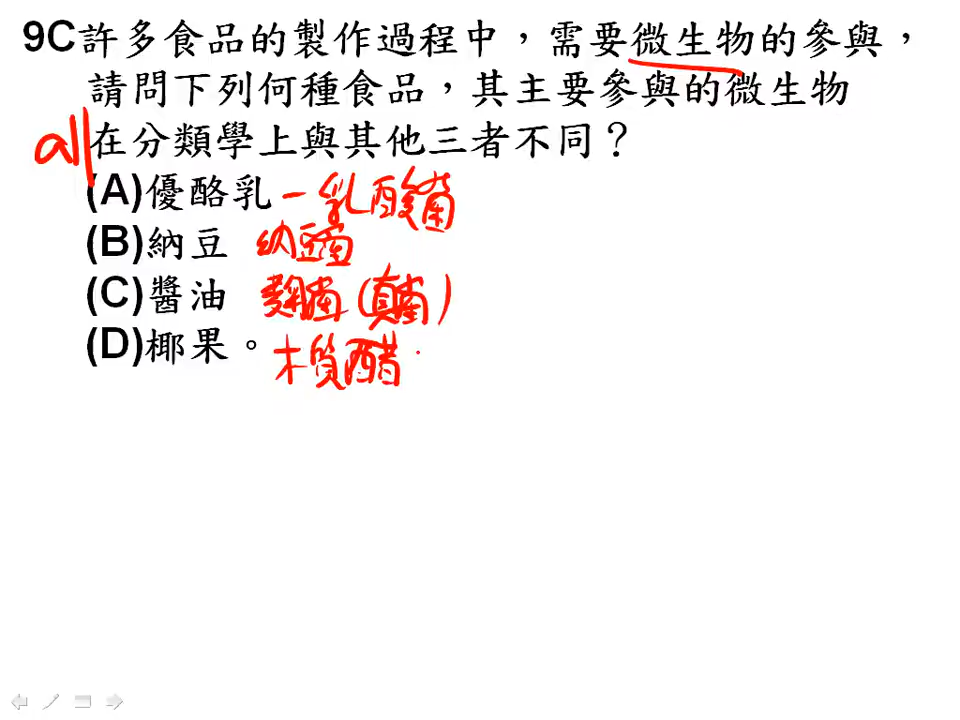 9C許多食品的製作過程中，需要微生物的參與，
請問下列何種食品，其主要參與的微生物
all在分類學上與其他三者不同？
(A)優酪乳－乳酸菌
(B)納豆 納豆菌
(C)醬油 麴菌(真菌)
(D)椰果。木質醋